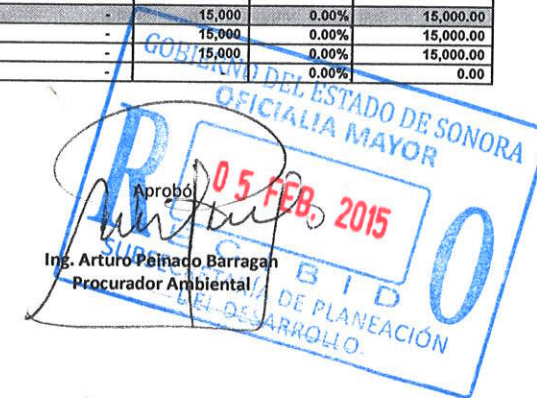 - 15,000 0.00% 15,000.00
- 15,000 0.00% 15,000.00
- 15,000 0.00% 15,000.00
- 0.00% 0.00
GOBIERNO DEL ESTADO DE SONORA
OFICIALIA MAYOR
05 FEB. 2015
RECIBIDO
SUBSECRETARÍA DE PLANEACIÓN
DEL DESARROLLO
Aprobó
Ing. Arturo Peinado Barragan
Procurador Ambiental